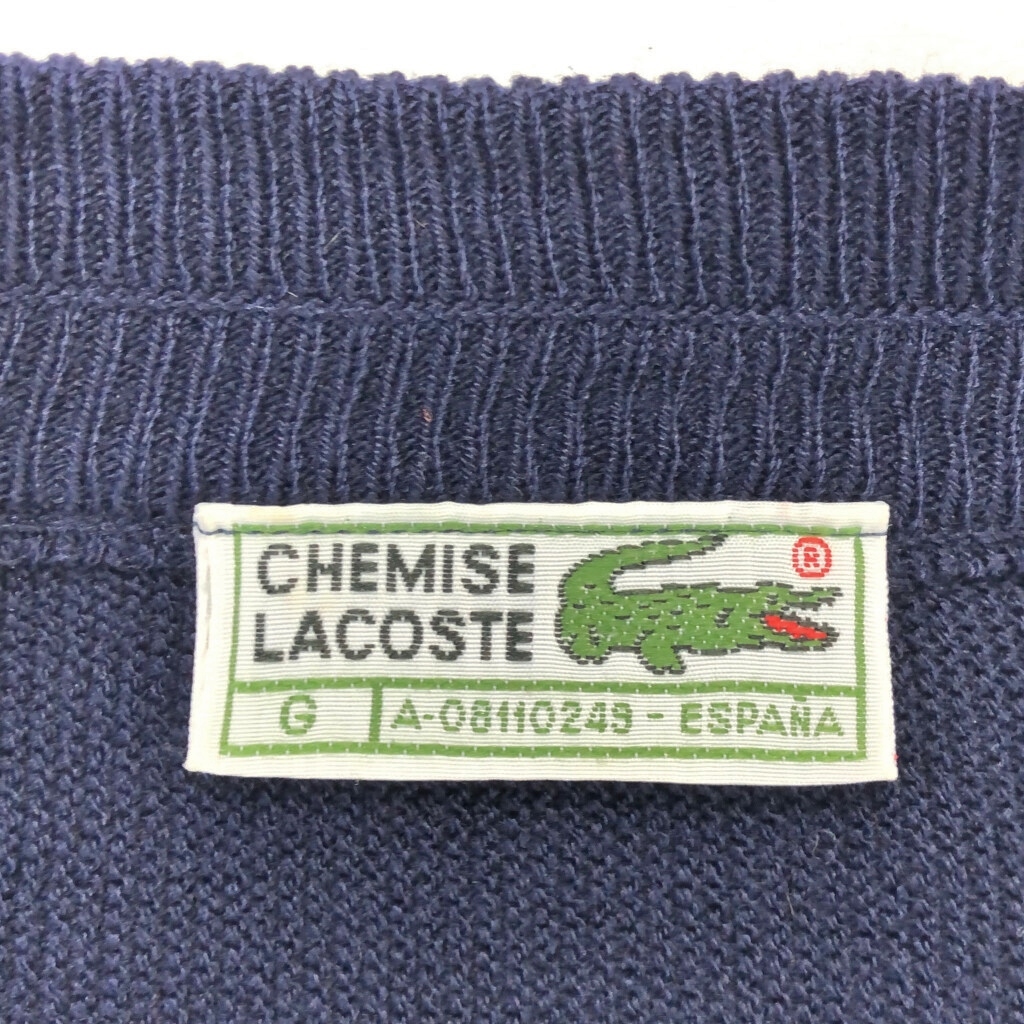 CHEMISE
LACOSTE
®
G
A-08110249 - ESPAÑA